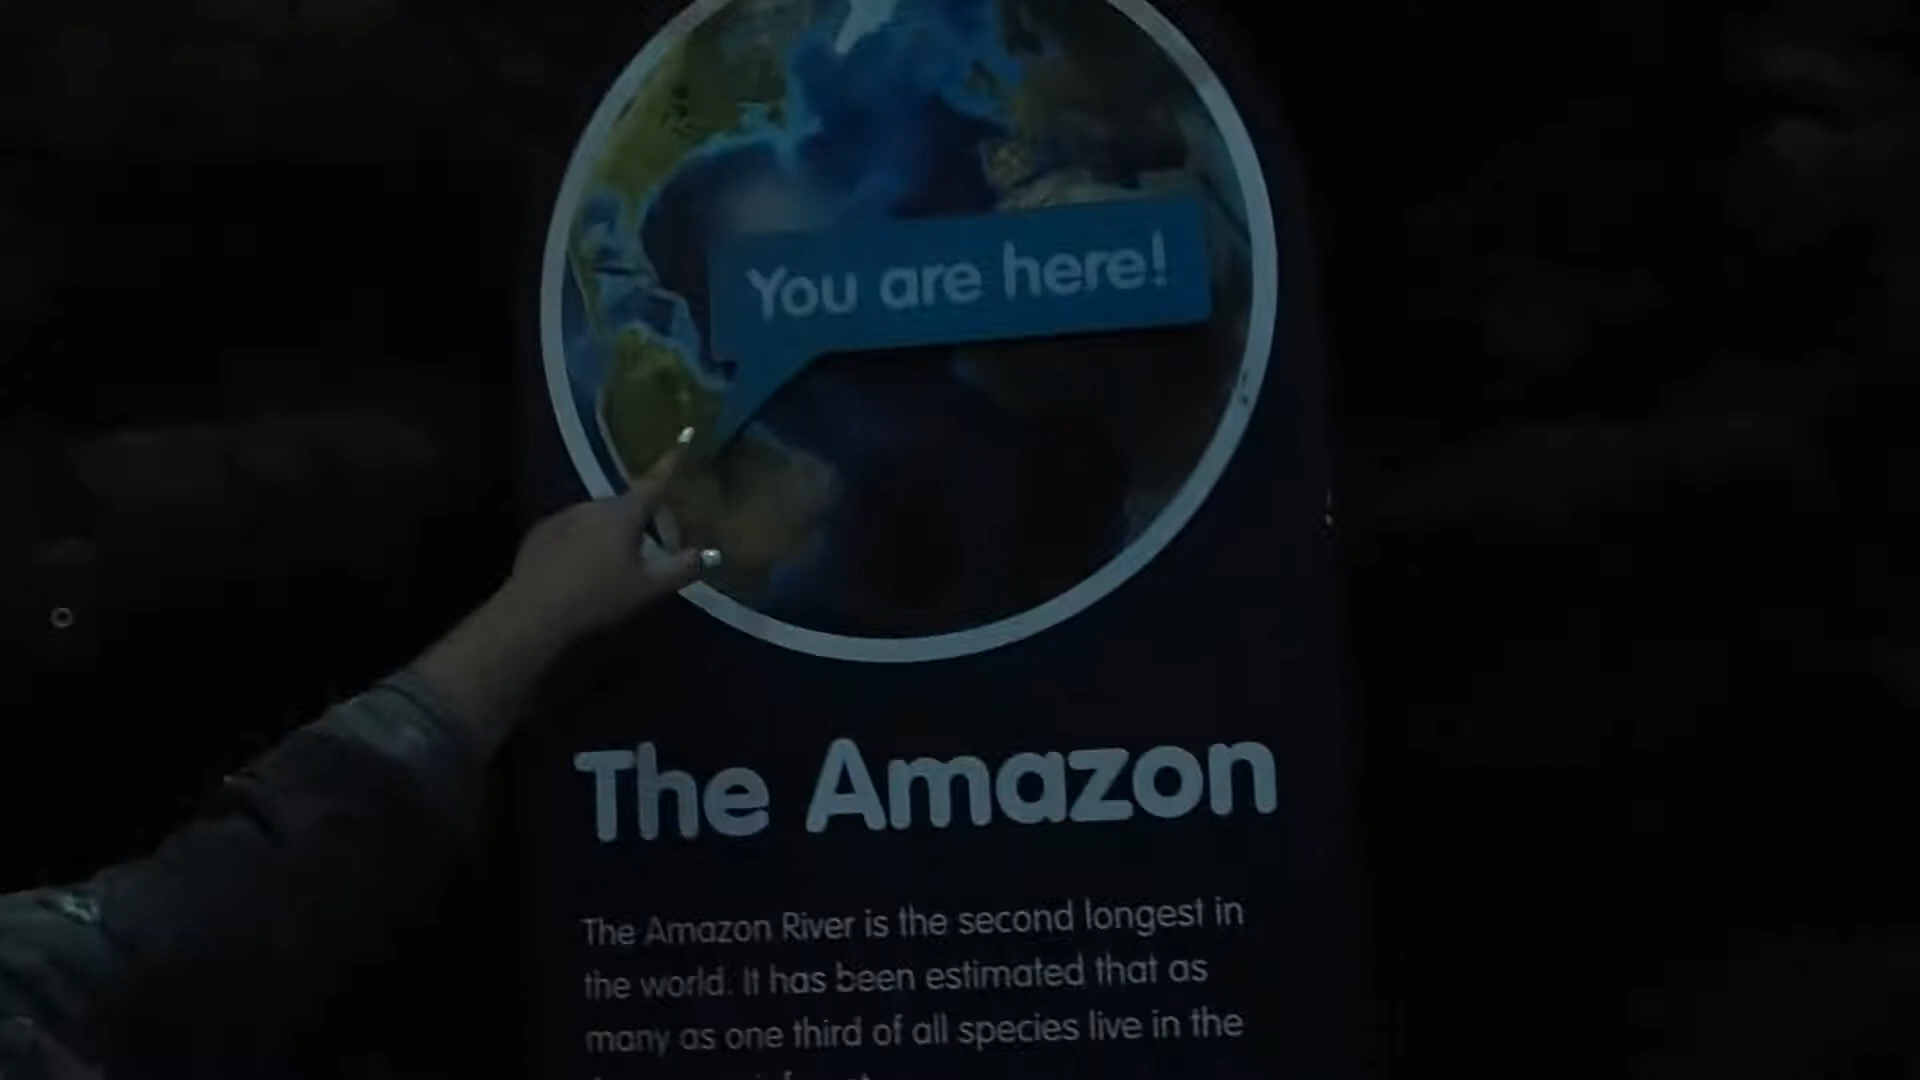 You are here!
The Amazon
The Amazon River is the second longest in
the world. It has been estimated that as
many as one third of all species live in the